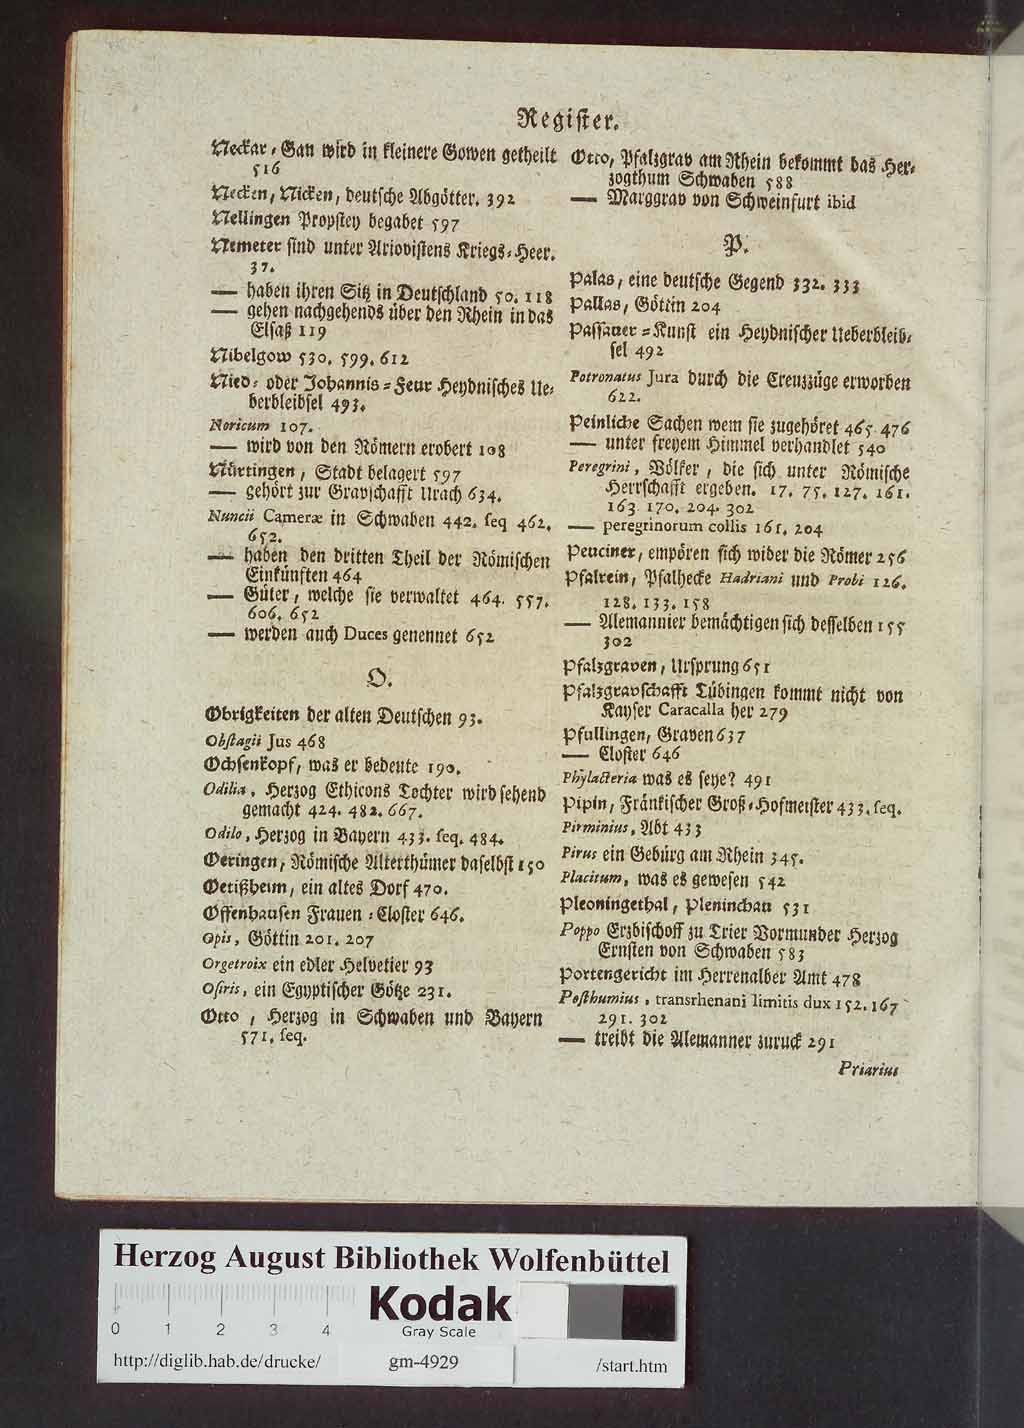 Register.
Neckar-Gau wird in kleinere Gowen getheilt
516
Necken, Nicken, deutsche Abgötter. 392
Nellingen Propstey begabet 597
Nemeter sind unter Ariovistens Kriegs-Heer.
37.
— haben ihren Sitz in Deutschland 50. 118
— gehen nachgehends über den Rhein in das
Elsaß 119
Nibelgow 530. 599. 612
Nied- oder Johannis-Feur Heydnisches Ue-
berbleibsel 493.
Noricum 107.
— wird von den Römern erobert 108
Nürtingen, Stadt belagert 597
— gehört zur Gravschafft Urach 634.
Nuncii Cameræ in Schwaben 442. seq 462.
652.
— haben den dritten Theil der Römischen
Einkünften 464
— Güter, welche sie verwaltet 464. 557.
606. 652
— werden auch Duces genennet 652
O.
Obrigkeiten der alten Deutschen 93.
Obstagii Jus 468
Ochsenkopf, was er bedeute 190.
Odilia, Herzog Ethicons Tochter wird sehend
gemacht 424. 482. 667.
Odilo, Herzog in Bayern 433. seq. 484.
Oeringen, Römische Alterthümer daselbst 150
Oetißheim, ein altes Dorf 470.
Offenhausen Frauen-Closter 646.
Opis, Göttin 201. 207
Orgetroix ein edler Helvetier 93
Osiris, ein Egyptischer Götze 231.
Otto, Herzog in Schwaben und Bayern
571. seq.
Otto, Pfalzgrav am Rhein bekommt das Her-
zogthum Schwaben 588
— Marggrav von Schweinfurt ibid
P.
Palas, eine deutsche Gegend 332. 333
Pallas, Göttin 204
Passauer-Kunst ein Heydnischer Ueberbleib-
sel 492
Potronatus Jura durch die Creuzzüge erworben
622.
Peinliche Sachen wem sie zugehöret 465 476
— unter freyem Himmel verhandlet 540
Peregrini, Völker, die sich unter Römische
Herrschafft ergeben. 17. 75. 127. 161.
163 170. 204. 302
— peregrinorum collis 161. 204
Peuciner, empören sich wider die Römer 256
Pfalrein, Pfalhecke Hadriani und Probi 126.
128. 133. 158
— Alemannier bemächtigen sich desselben 155
302
Pfalzgraven, Ursprung 651
Pfalzgravschafft Tübingen kommt nicht von
Kayser Caracalla her 279
Pfullingen, Graven 637
— Closter 646
Phylacteria was es seye? 491
Pipin, Fränkischer Groß-Hofmeister 433. seq.
Pirminius, Abt 433
Pirus ein Gebürg am Rhein 345.
Placitum, was es gewesen 542
Pleoningethal, Pleninchau 531
Poppo Erzbischoff zu Trier Vormunder Herzog
Ernsten von Schwaben 583
Portengericht im Herrenalber Amt 478
Posthumius, transrhenani limitis dux 152. 167
291. 302
— treibt die Alemanner zuruck 291
Priarius
Herzog August Bibliothek Wolfenbüttel
Kodak
Gray Scale
0 1 2 3 4
http://diglib.hab.de/drucke/ gm-4929 /start.htm